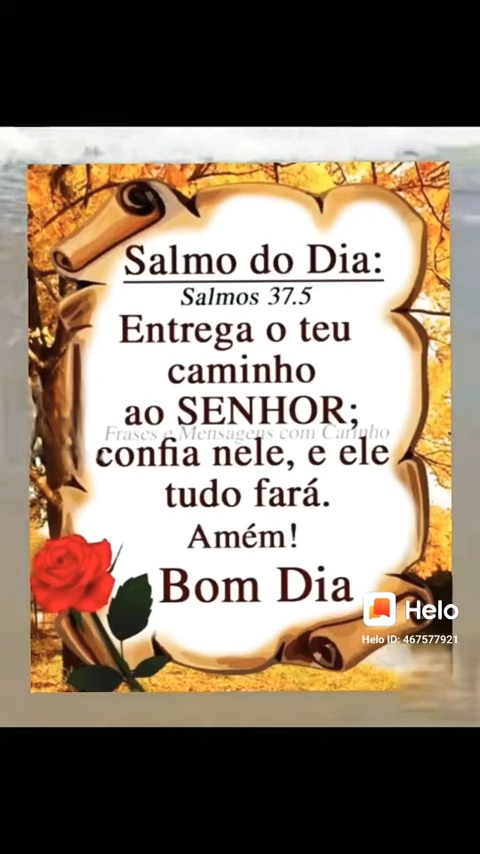 Salmo do Dia:
Salmos 37.5
Entrega o teu
caminho
ao SENHOR;
Frases e Mensagens com Carinho
confia nele, e ele
tudo fará.
Amém!
Bom Dia
Helo
Helo ID: 467577921